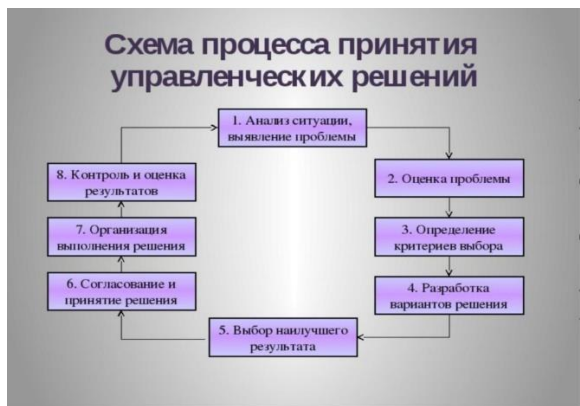 Схема процесса принятия
управленческих решений
1. Анализ ситуации,
выявление проблемы
2. Оценка проблемы
3. Определение
критериев выбора
4. Разработка
вариантов решения
5. Выбор наилучшего
результата
6. Согласование и
принятие решения
7. Организация
выполнения решения
8. Контроль и оценка
результатов